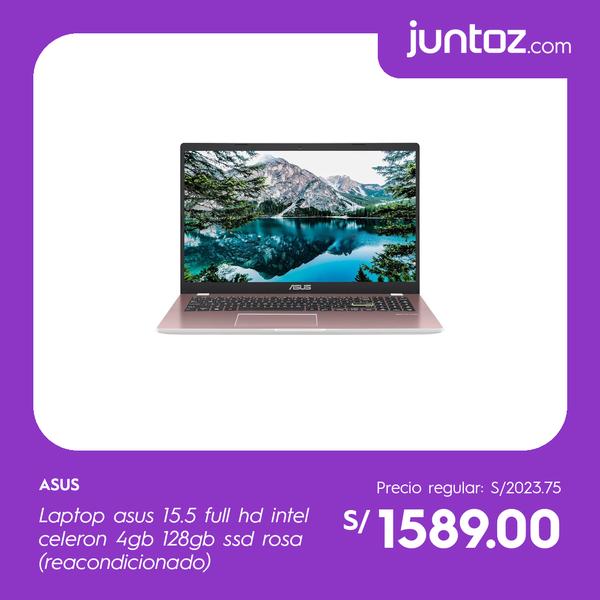 juntoz.com
ASUS
ASUS
Laptop asus 15.5 full hd intel
celeron 4gb 128gb ssd rosa
(reacondicionado)
Precio regular: S/2023.75
S/1589.00